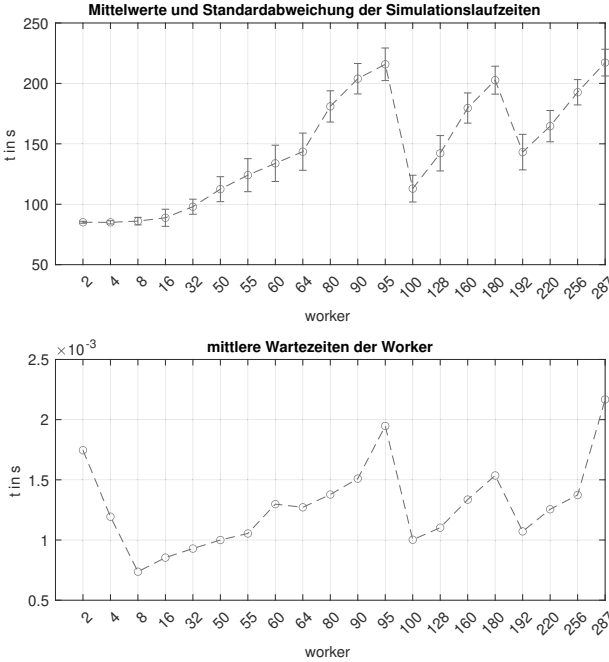 Mittelwerte und Standardabweichung der Simulationslaufzeiten
250
200
150
100
50
t in s
2 4 8 16 32 50 55 60 64 80 90 95 100 128 160 180 192 220 256 287
worker
mittlere Wartezeiten der Worker
×10-3
2.5
2
1.5
1
0.5
t in s
2 4 8 16 32 50 55 60 64 80 90 95 100 128 160 180 192 220 256 287
worker